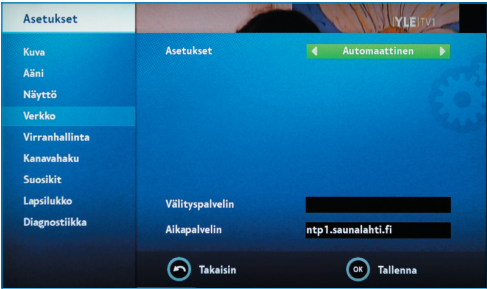 Asetukset
YLE TV1
Kuva
Ääni
Näyttö
Verkko
Virranhallinta
Kanavahaku
Suosikit
Lapsilukko
Diagnostiikka
Asetukset
Automaattinen
Välityspalvelin
Aikapalvelin
ntp1.saunalahti.fi
Takaisin
OK
Tallenna